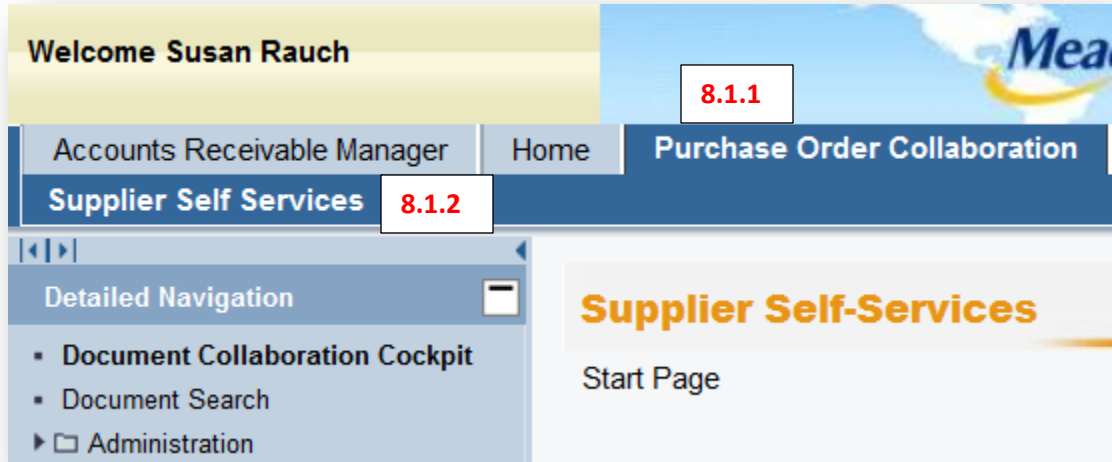 Welcome Susan Rauch
8.1.1
Accounts Receivable Manager Home Purchase Order Collaboration
Supplier Self Services 8.1.2
Detailed Navigation
Supplier Self-Services
Document Collaboration Cockpit
Start Page
Document Search
Administration